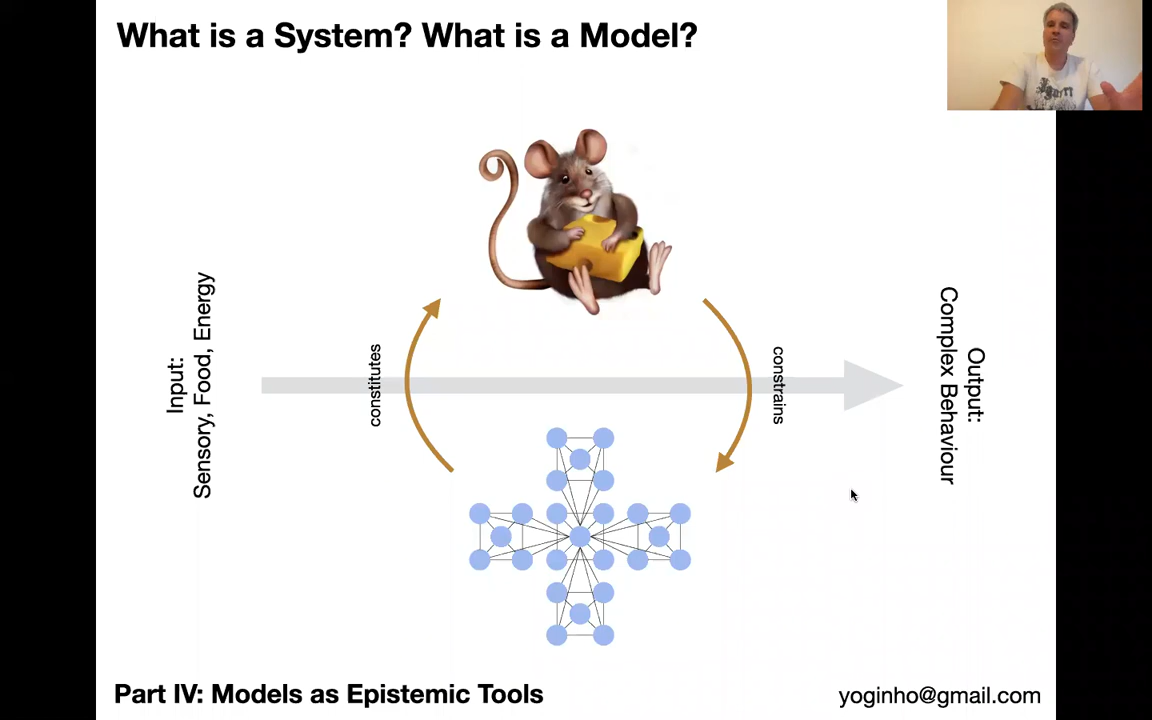 What is a System? What is a Model?
Input:
Sensory, Food, Energy
constitutes
constrains
Output:
Complex Behaviour
Part IV: Models as Epistemic Tools
yoginho@gmail.com